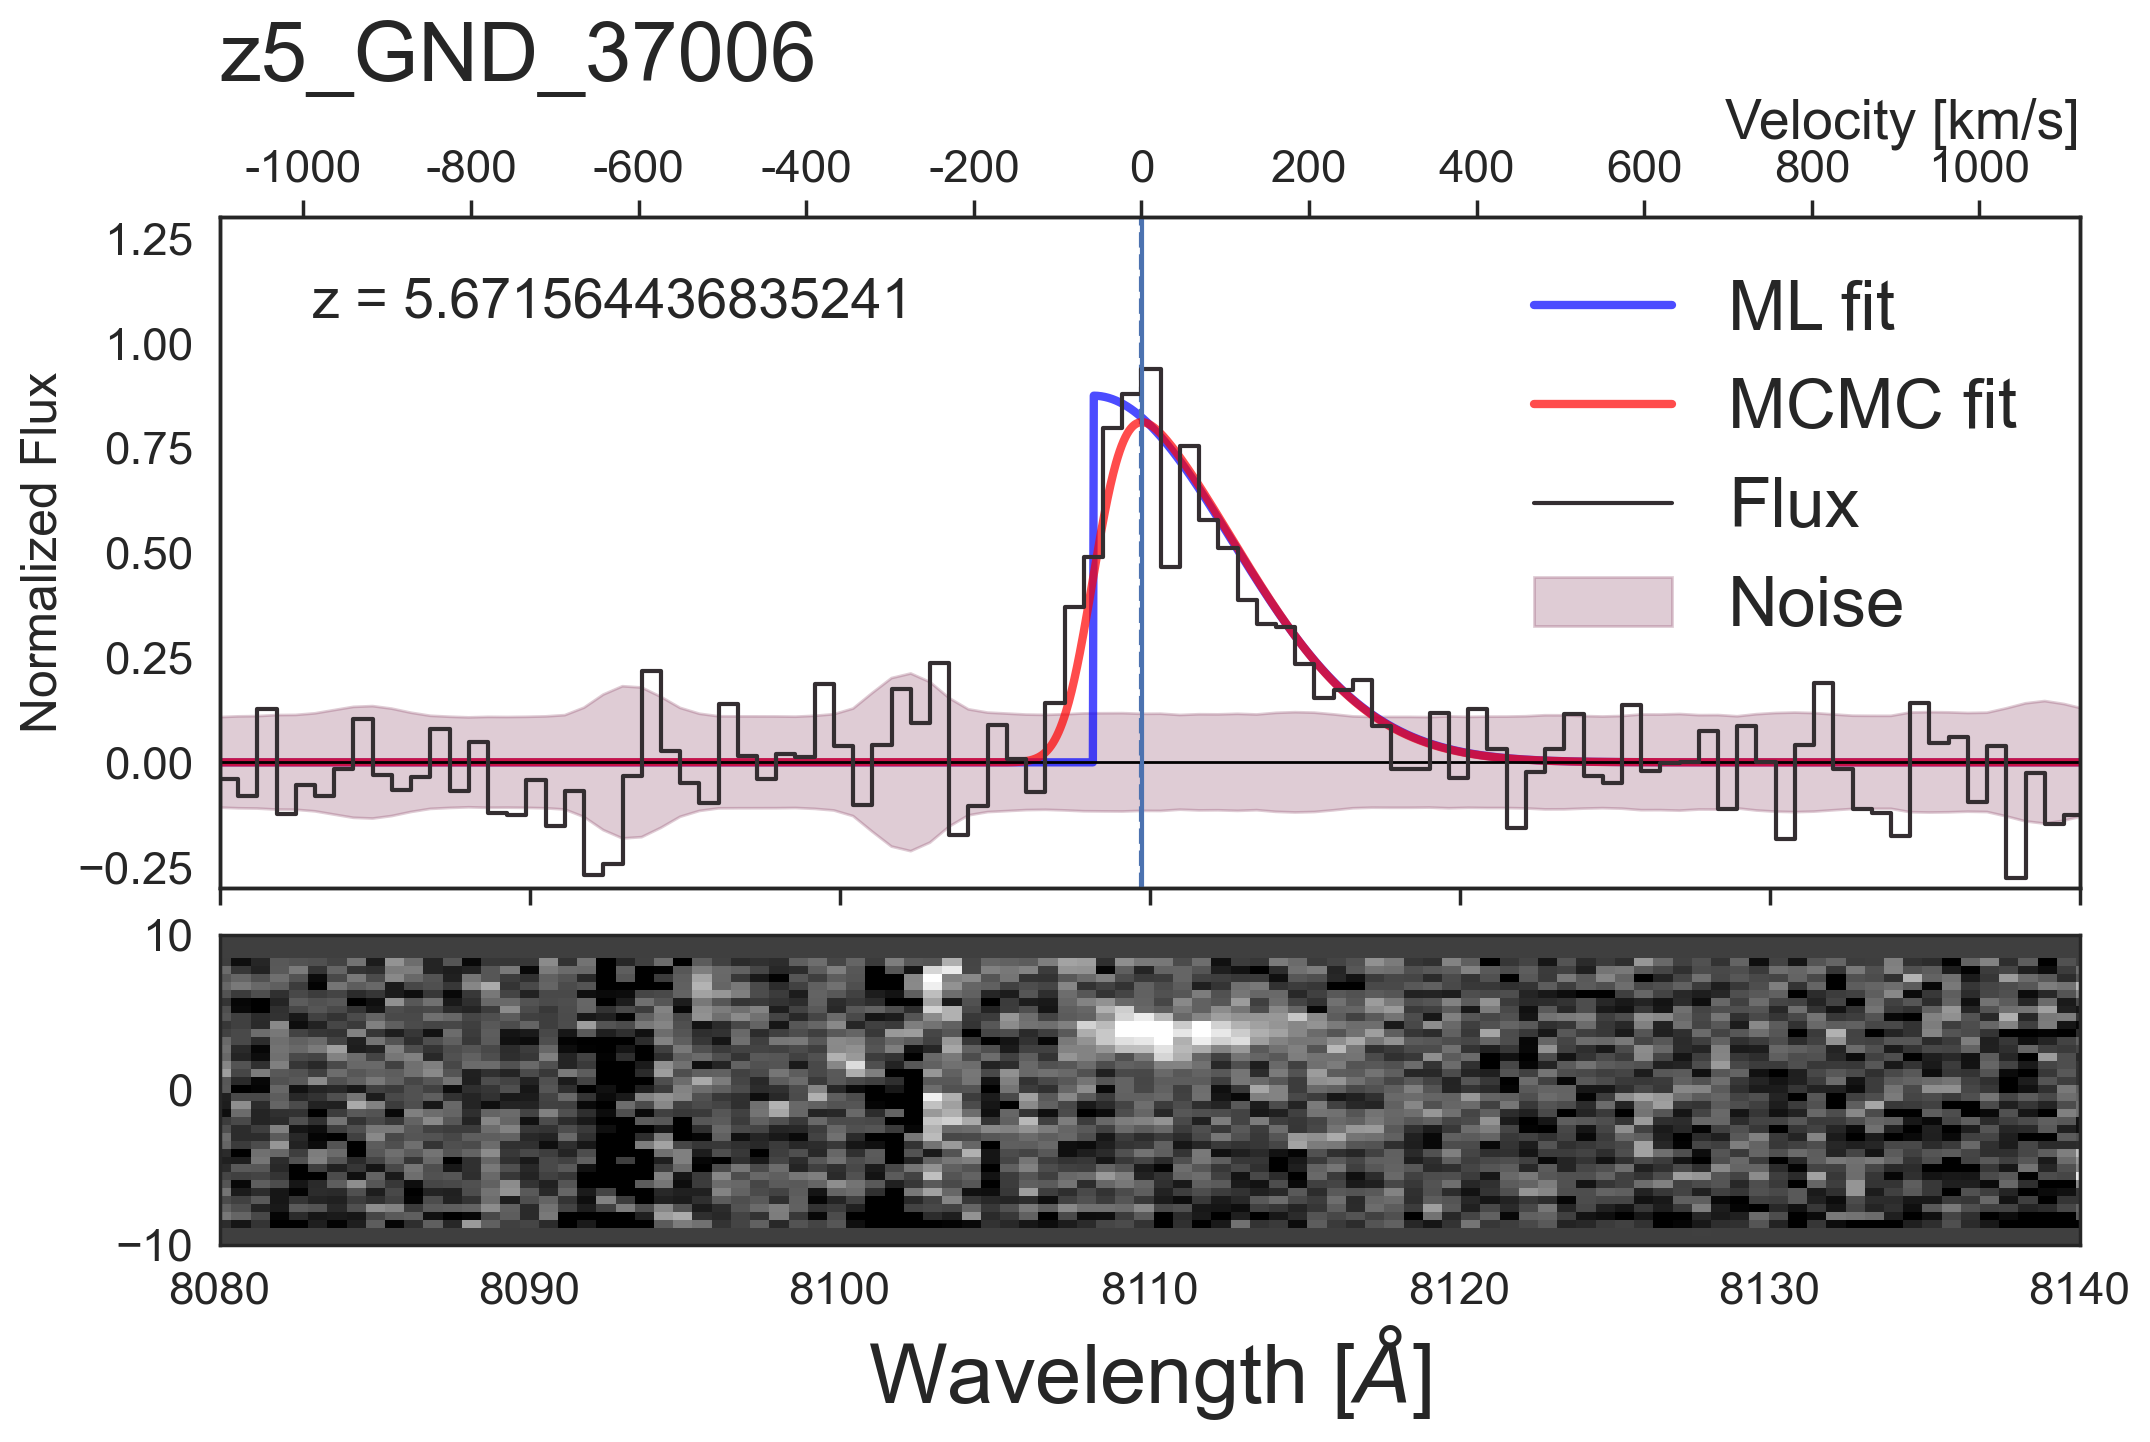 z5_GND_37006
Velocity [km/s]
-1000 -800 -600 -400 -200 0 200 400 600 800 1000
1.25
1.00
0.75
0.50
0.25
0.00
−0.25
Normalized Flux
z = 5.671564436835241
ML fit
MCMC fit
Flux
Noise
10
0
−10
8080 8090 8100 8110 8120 8130 8140
Wavelength [Å]